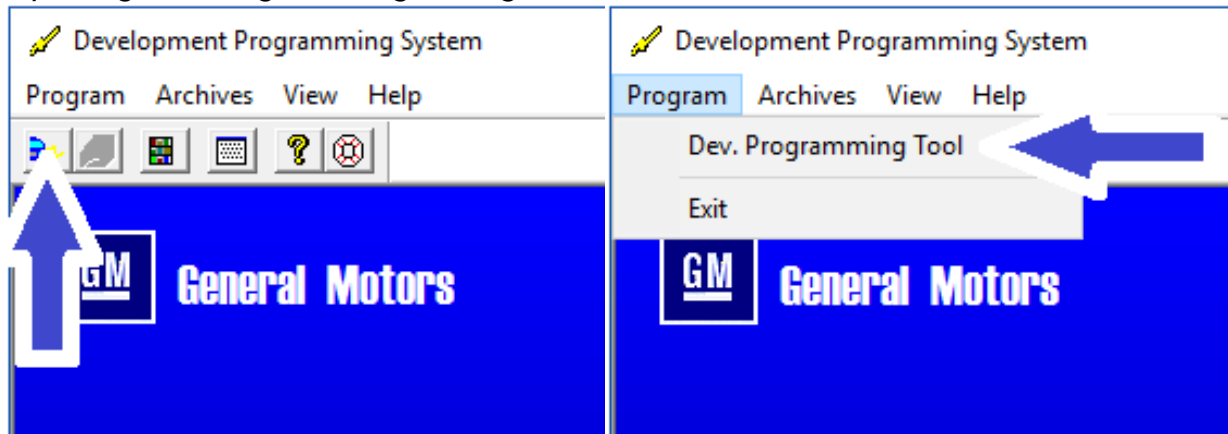 Development Programming System
Program Archives View Help
GM
General Motors
Development Programming System
Program Archives View Help
Dev. Programming Tool
Exit
GM
General Motors